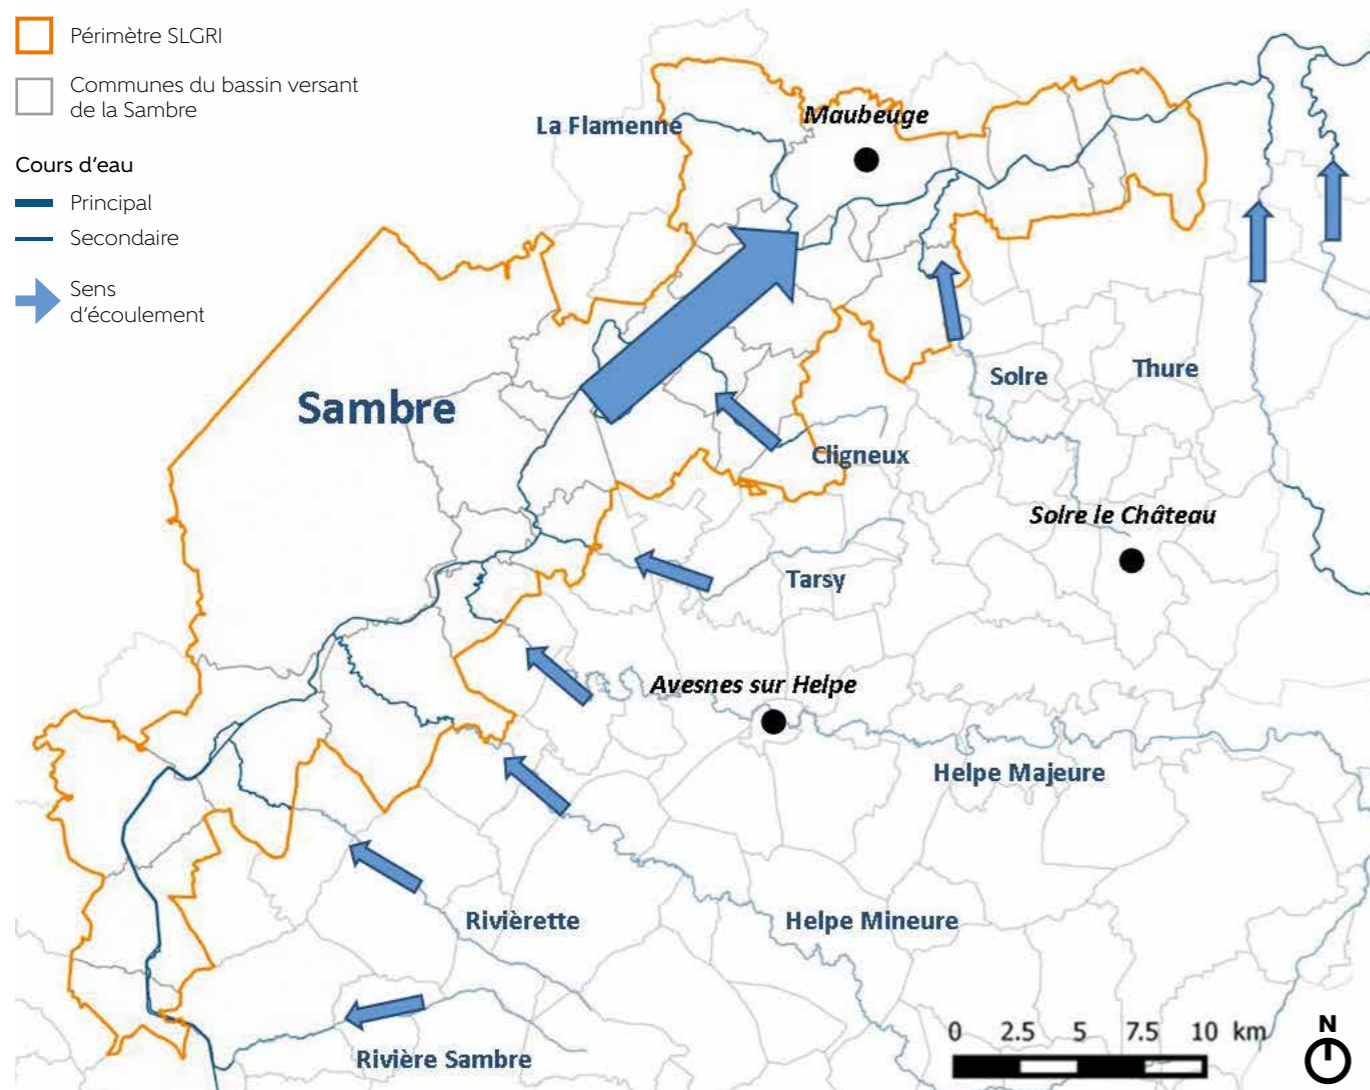 Périmètre SLGRI
Communes du bassin versant
de la Sambre
Cours d'eau
Principal
Secondaire
Sens
d'écoulement
La Flamenne
Maubeuge
Sambre
Solre
Thure
Cligneux
Solre le Château
Tarsy
Avesnes sur Helpe
Helpe Majeure
Rivièrette
Helpe Mineure
Rivière Sambre
0 2.5 5 7.5 10 km
N